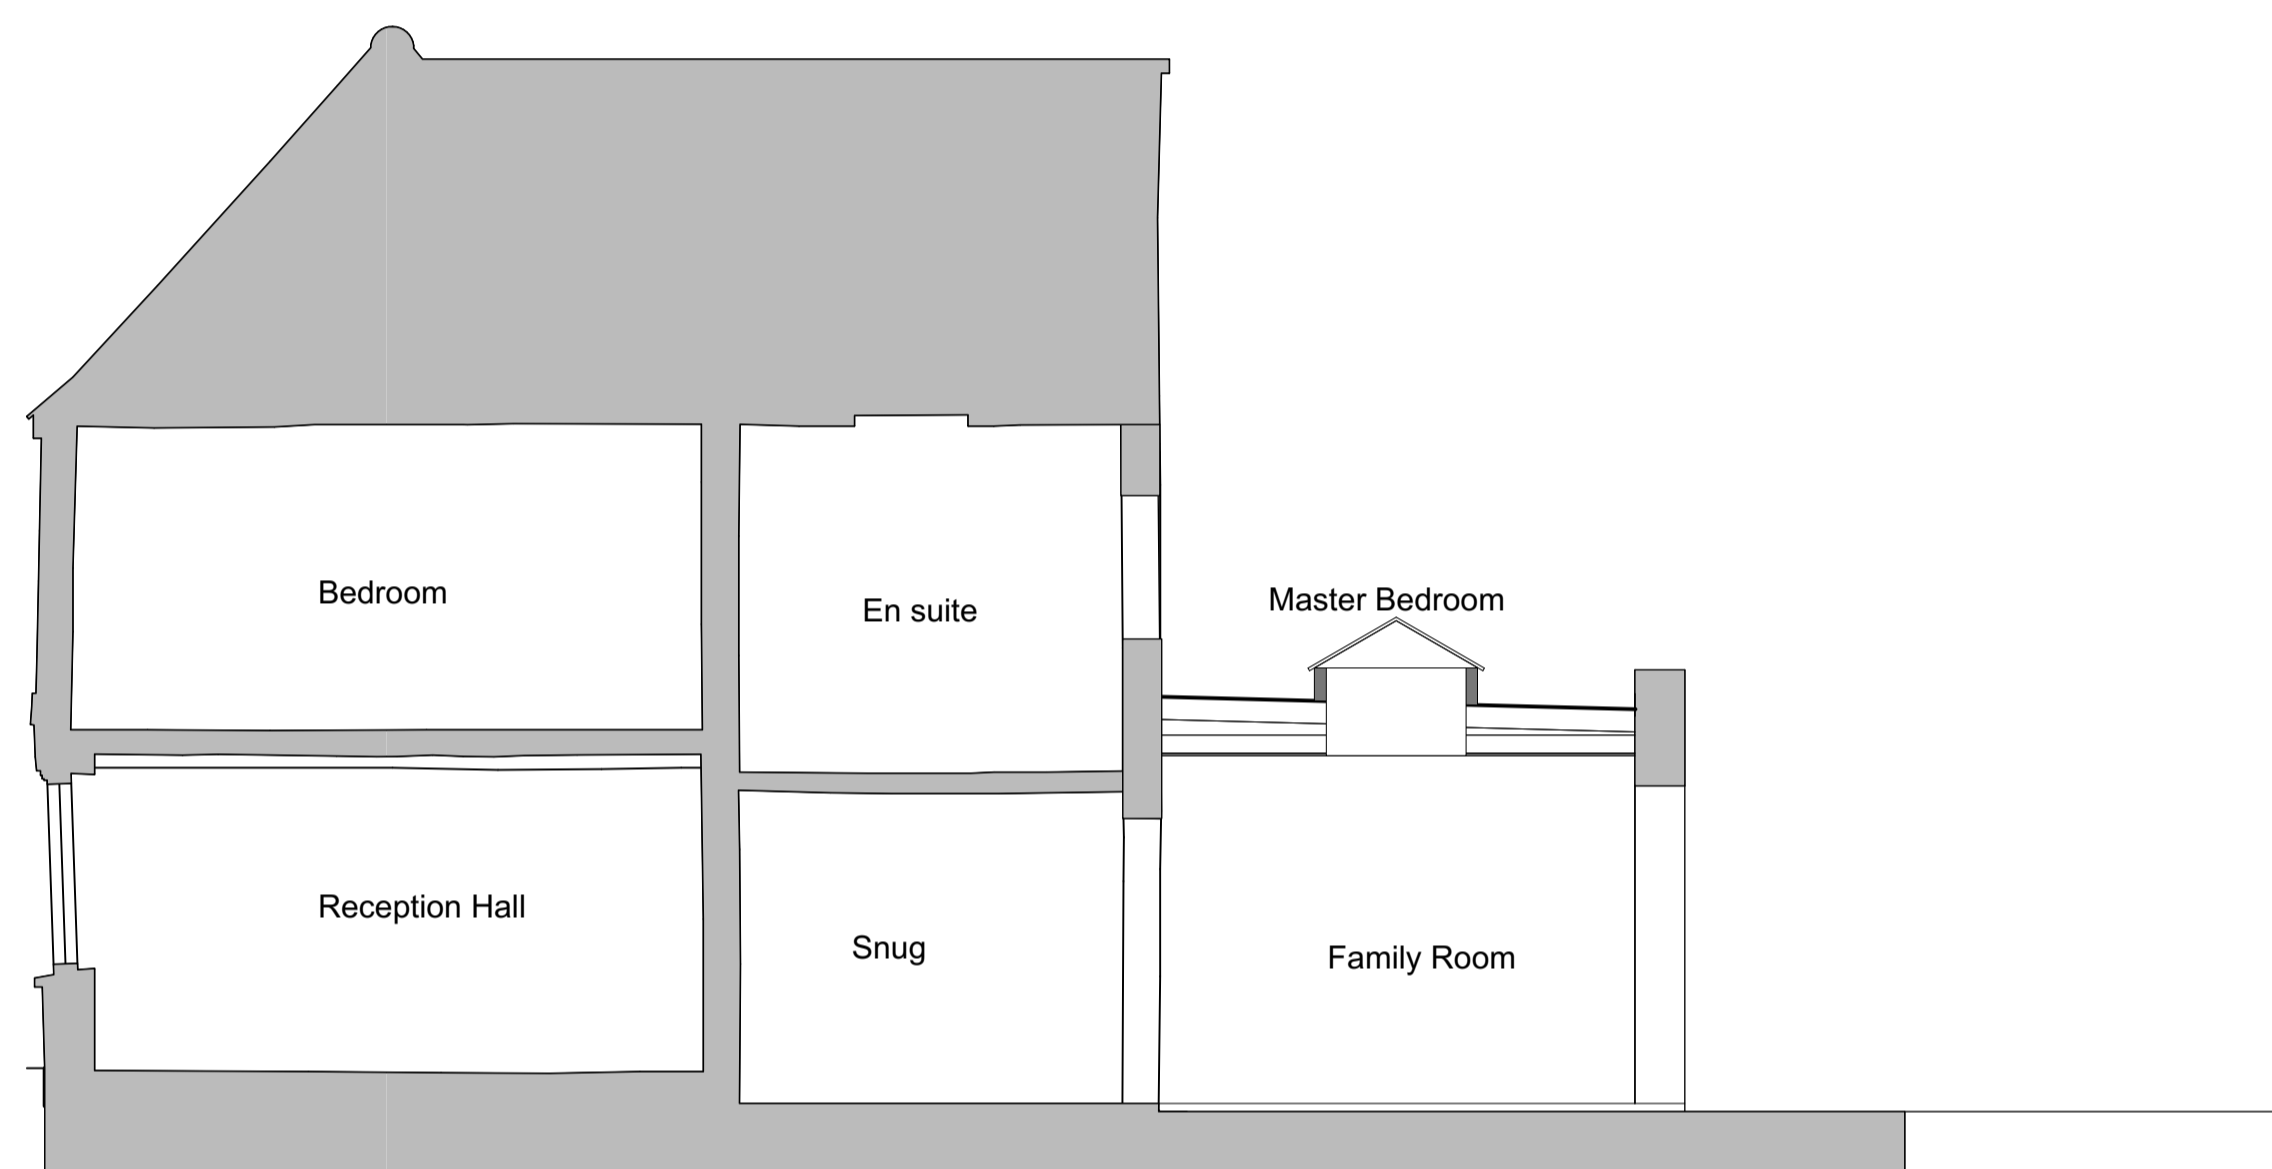 Bedroom
En suite
Master Bedroom
Reception Hall
Snug
Family Room